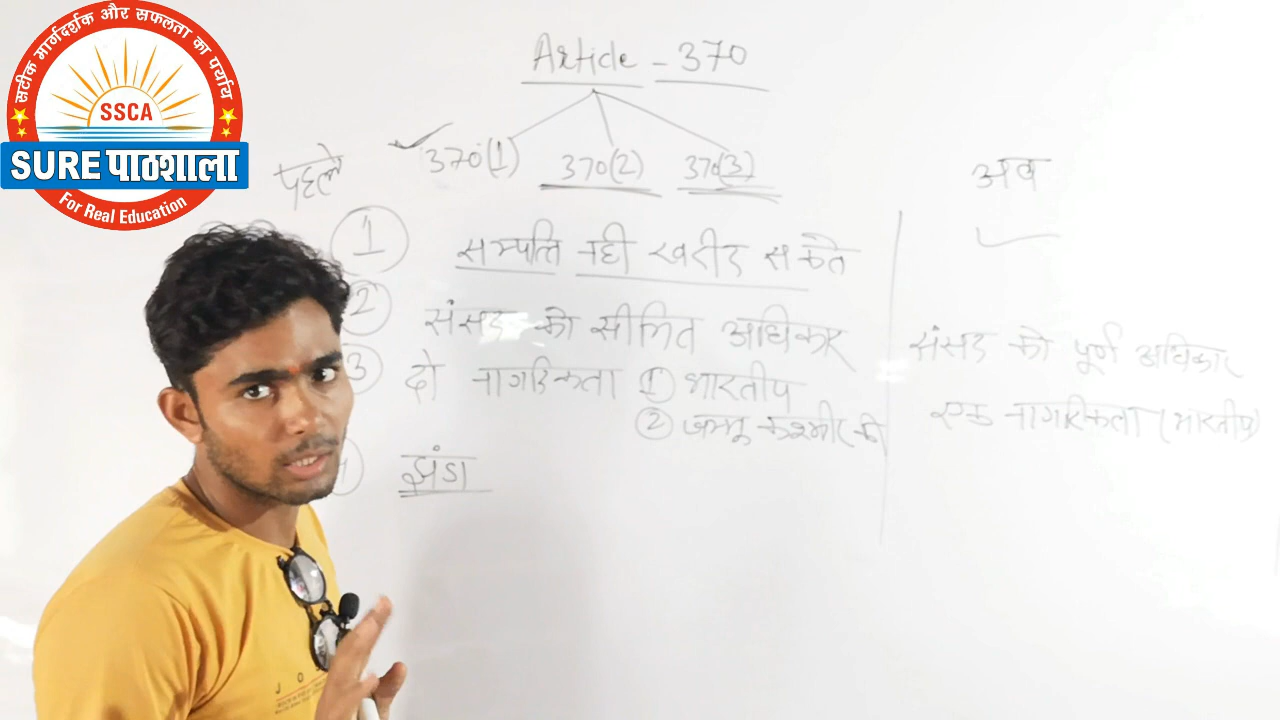 सटीक मार्गदर्शक और सफलता का पर्याय
SSCA
SURE पाठशाला
For Real Education
Article - 370
370(1) 370(2) 370(3)
पहले
अब
1 सम्पत्ति नही खरीद सकते
2 संसद को सीमित अधिकार
संसद को पूर्ण अधिकार
3 दो नागरिकता 1 भारतीय
2 जम्मू कश्मीर की
एक नागरिकता (भारतीय)
झंडा
J O